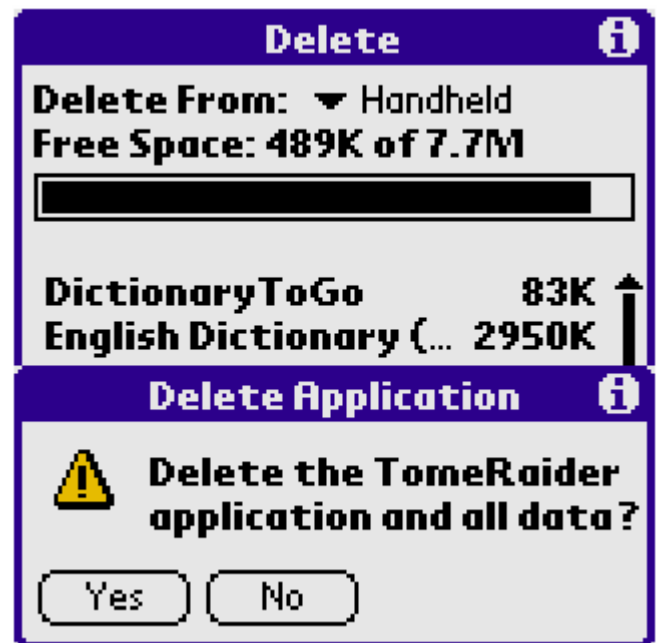 Delete
Delete From: Handheld
Free Space: 489K of 7.7M
DictionaryToGo 83K
English Dictionary (... 2950K
Delete Application
Delete the TomeRaider
application and all data?
Yes No